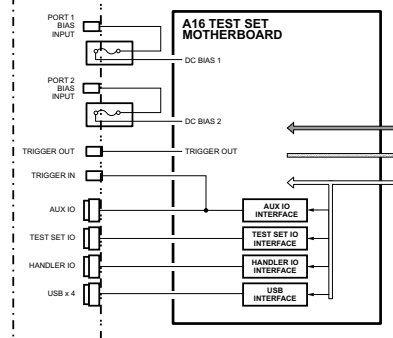 PORT 1
BIAS
INPUT
A16 TEST SET
MOTHERBOARD
DC BIAS 1
PORT 2
BIAS
INPUT
DC BIAS 2
TRIGGER OUT
TRIGGER OUT
TRIGGER IN
AUX IO
AUX IO
INTERFACE
TEST SET IO
TEST SET IO
INTERFACE
HANDLER IO
HANDLER IO
INTERFACE
USB x 4
USB
INTERFACE